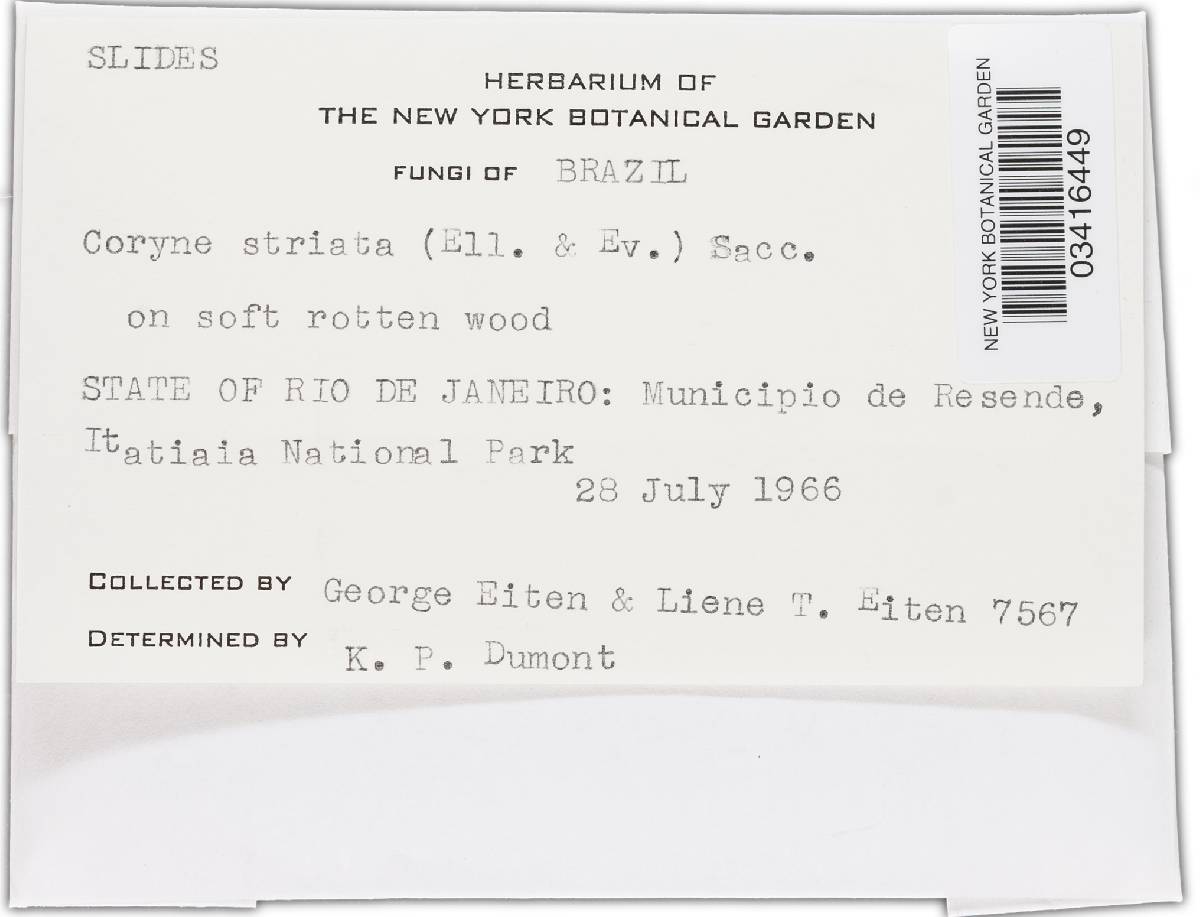 SLIDES
HERBARIUM OF
THE NEW YORK BOTANICAL GARDEN
FUNGI OF BRAZIL
Coryne striata (Ell. & Ev.) Sacc.
on soft rotten wood
STATE OF RIO DE JANEIRO: Municipio de Resende,
Itatiaia National Park
28 July 1966
COLLECTED BY George Eiten & Liene T. Eiten 7567
DETERMINED BY K. P. Dumont
NEW YORK BOTANICAL GARDEN
03416449